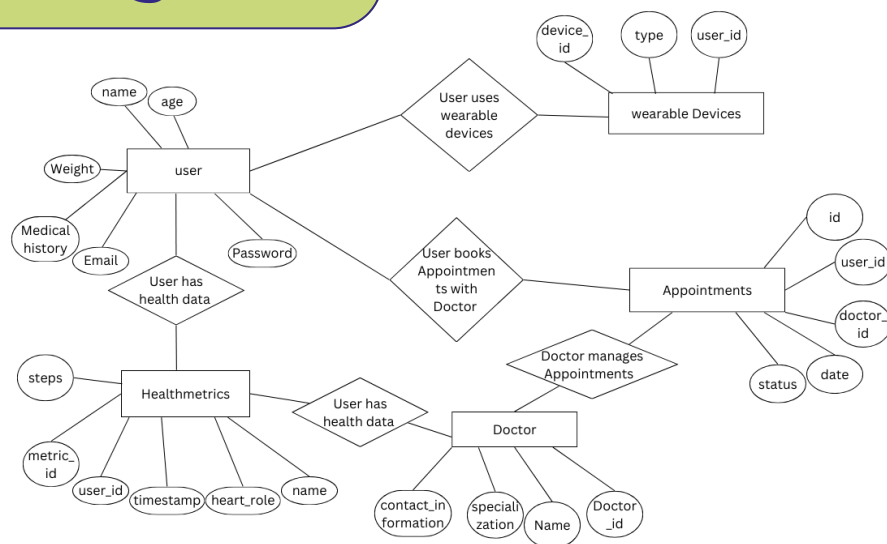 device_
id
type
user_id
name
age
User uses
wearable
devices
wearable Devices
Weight
user
Medical
history
Email
Password
id
User has
health data
User books
Appointmen
ts with
Doctor
Appointments
user_id
doctor_
id
steps
Healthmetrics
User has
health data
Doctor manages
Appointments
status
date
Doctor
metric_
id
user_id
timestamp
heart_role
name
contact_in
formation
speciali
zation
Name
Doctor
_id